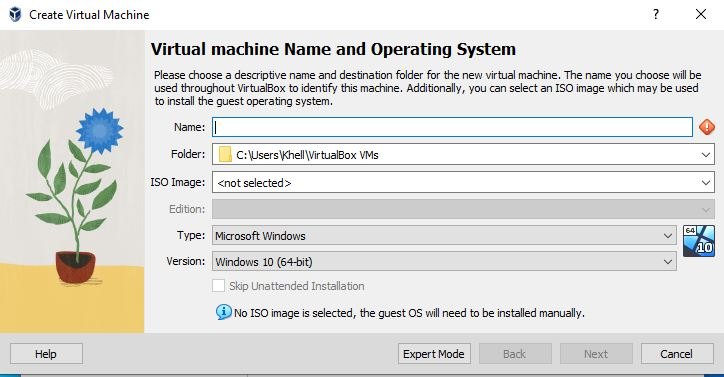 Create Virtual Machine
?
Virtual machine Name and Operating System
Please choose a descriptive name and destination folder for the new virtual machine. The name you choose will be
used throughout VirtualBox to identify this machine. Additionally, you can select an ISO image which may be used
to install the guest operating system.
Name:
Folder: C:\Users\Khell\VirtualBox VMs
ISO Image: <not selected>
Edition:
Type: Microsoft Windows
64
10
Version: Windows 10 (64-bit)
Skip Unattended Installation
No ISO image is selected, the guest OS will need to be installed manually.
Help Expert Mode Back Next Cancel